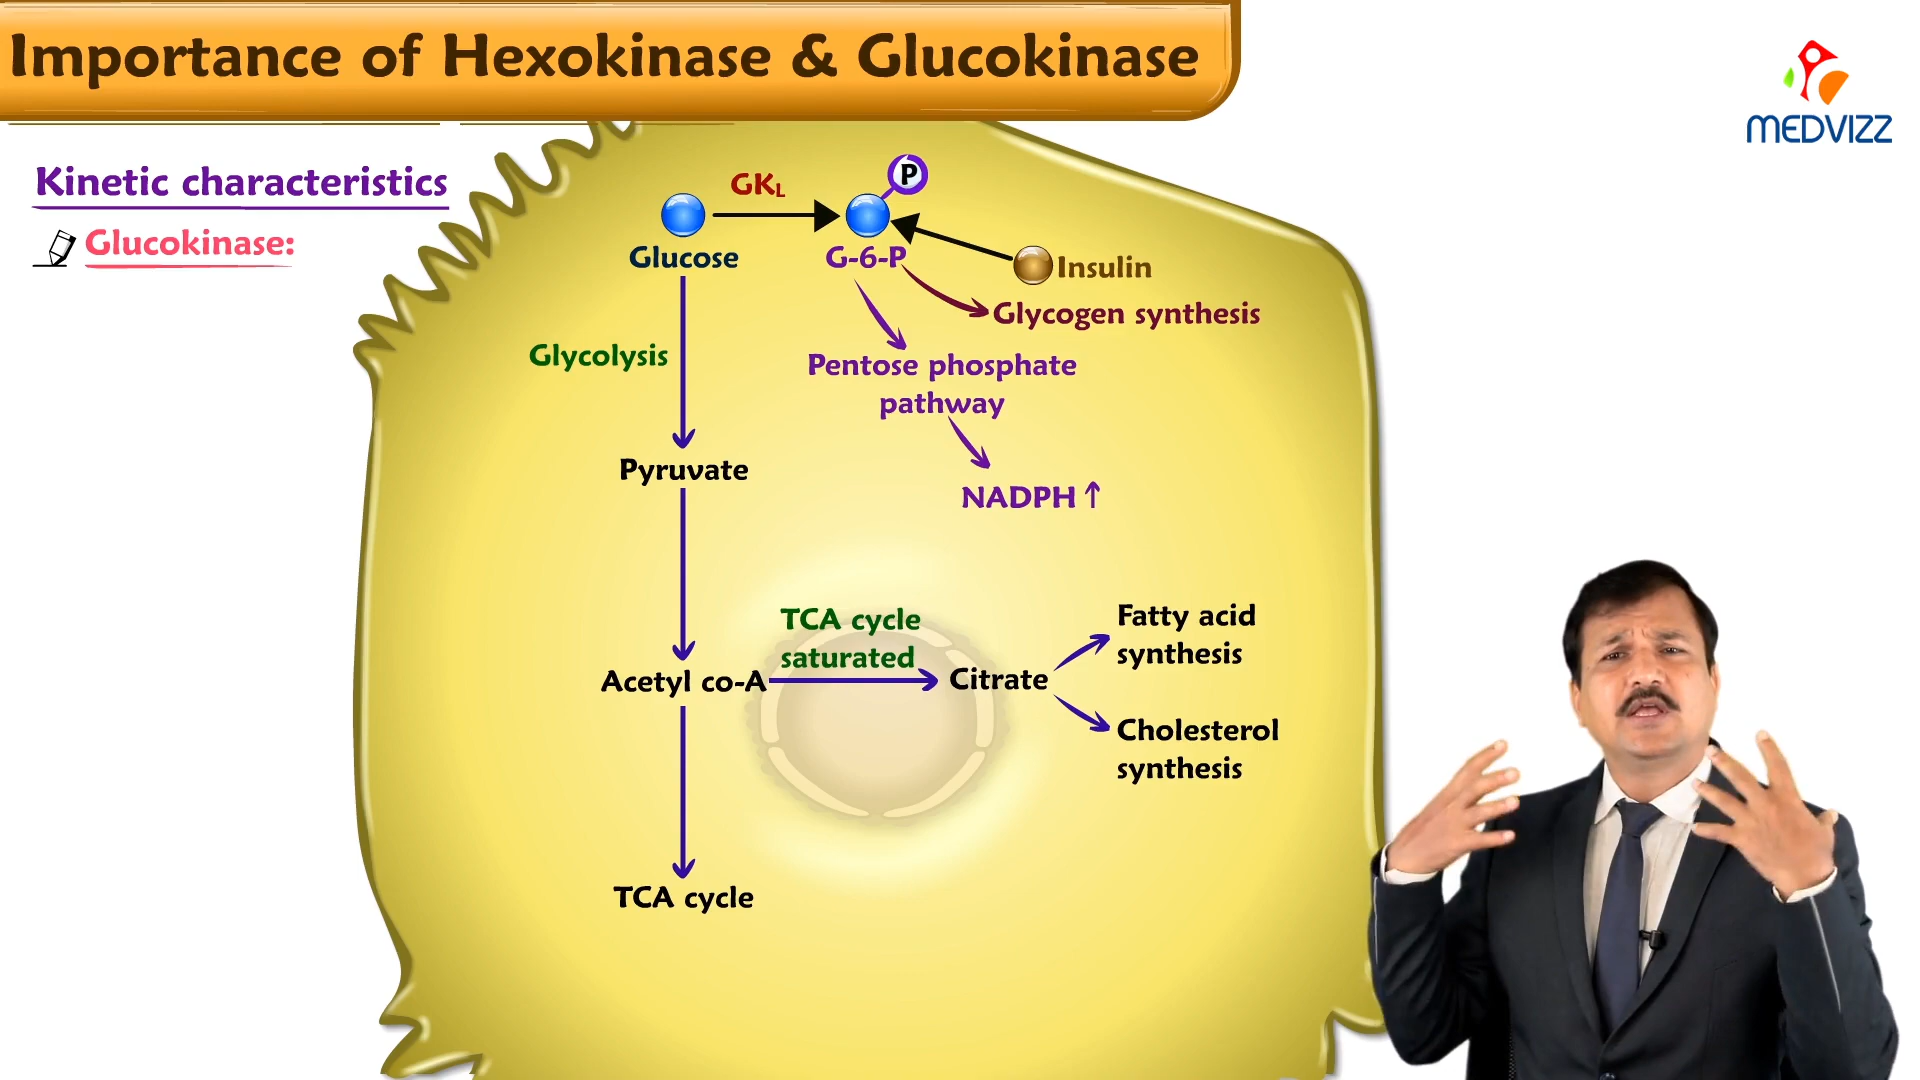 Importance of Hexokinase & Glucokinase
MEDVIZZ
Kinetic characteristics
Glucokinase:
GKL
P
Glucose
G-6-P
Insulin
Glycogen synthesis
Glycolysis
Pentose phosphate
pathway
Pyruvate
NADPH↑
TCA cycle
saturated
Acetyl co-A
Citrate
Fatty acid
synthesis
Cholesterol
synthesis
TCA cycle